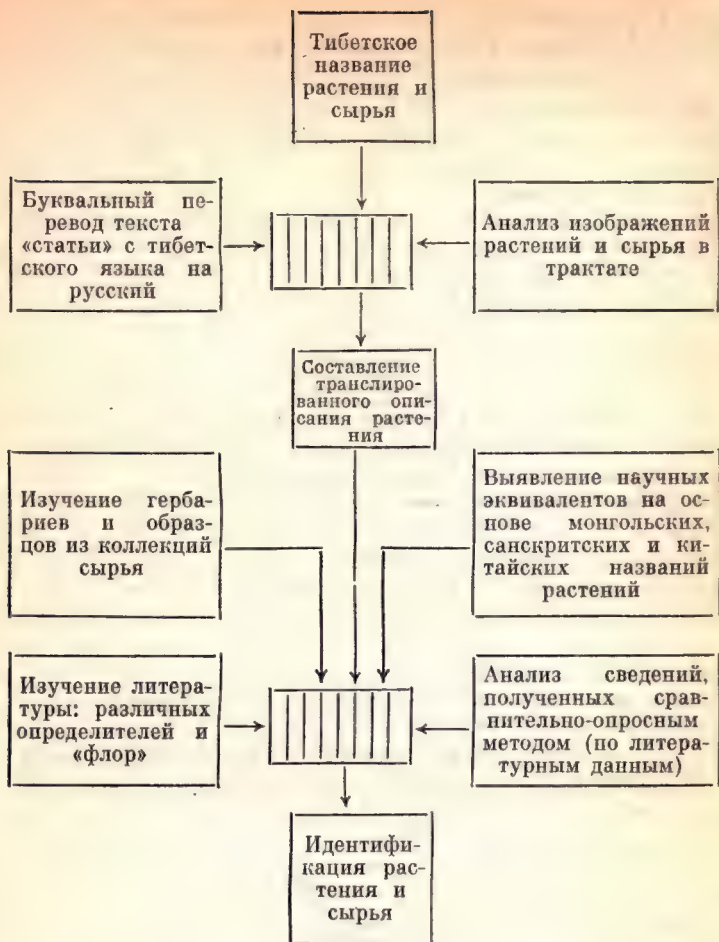 Тибетское
название
растения и
сырья
Буквальный пе-
ревод текста
«статьи» с тибет-
ского языка на
русский
Анализ изображений
растений и сырья в
трактате
Составление
транслиро-
ванного опи-
сания расте-
ния
Изучение герба-
риев и образ-
цов из коллекций
сырья
Выявление научных
эквивалентов на ос-
нове монгольских,
санскритских и ки-
тайских названий
растений
Изучение литера-
туры: различных
определителей и
«флор»
Анализ сведений,
полученных срав-
нительно-опросным
методом (по литера-
турным данным)
Идентифи-
кация рас-
тения и
сырья